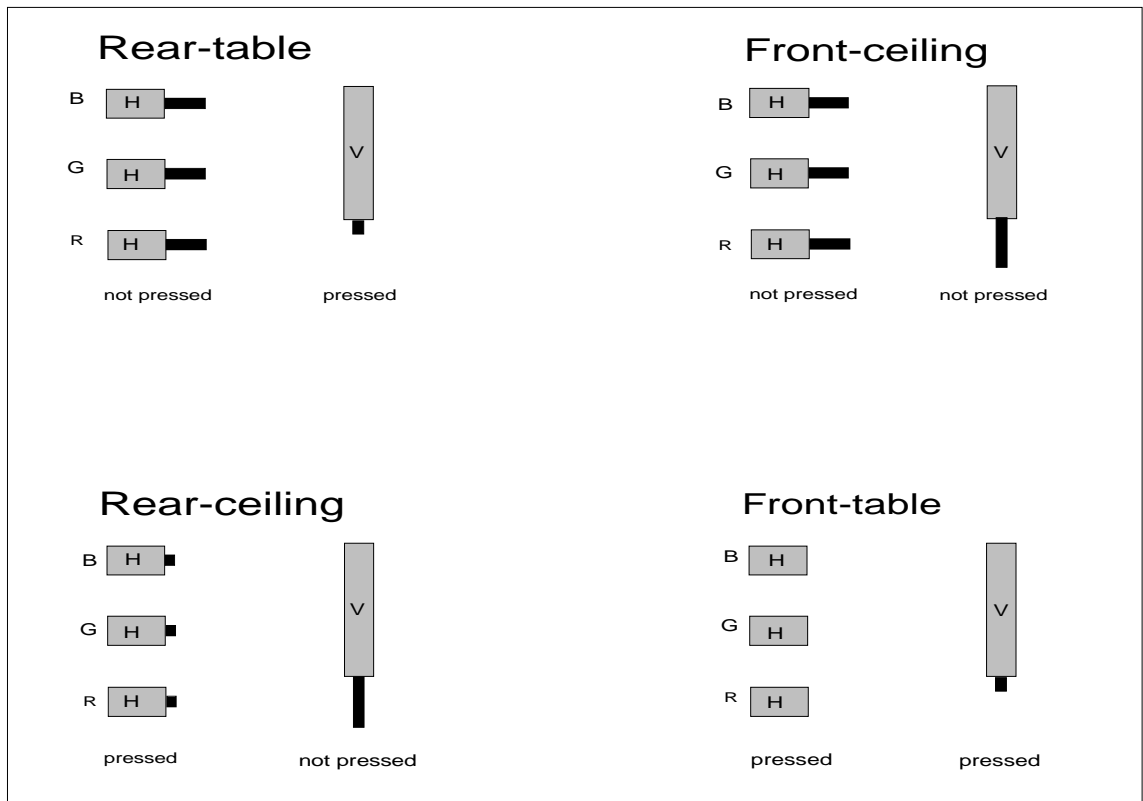 Rear-table
B H
G H
R H
V
not pressed
pressed
Front-ceiling
B H
G H
R H
V
not pressed
not pressed
Rear-ceiling
B H
G H
R H
V
pressed
not pressed
Front-table
B H
G H
R H
V
pressed
pressed